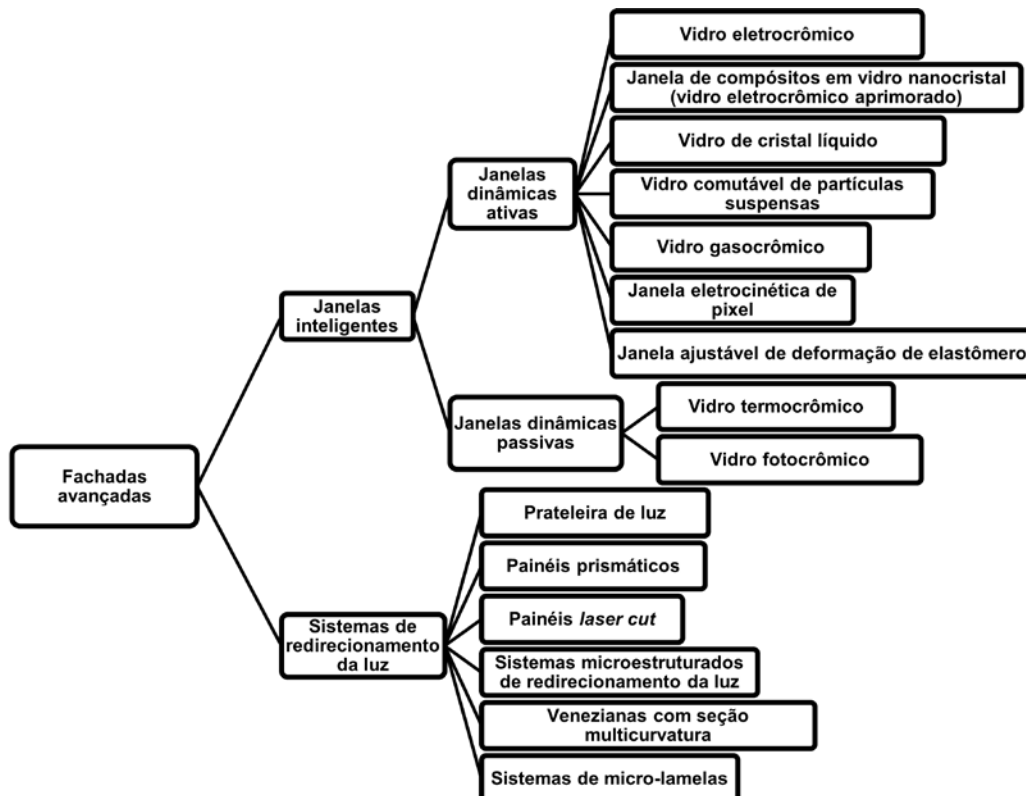 Vidro eletrocrômico
Janela de compósitos em vidro nanocristal
(vidro eletrocrômico aprimorado)
Vidro de cristal líquido
Janelas
dinâmicas
ativas
Vidro comutável de partículas
suspensas
Vidro gasocrômico
Janelas
inteligentes
Janela eletrocinética de
pixel
Janela ajustável de deformação de elastômero
Janelas dinâmicas
passivas
Vidro termocrômico
Vidro fotocrômico
Fachadas
avançadas
Prateleira de luz
Painéis prismáticos
Painéis laser cut
Sistemas de
redirecionamento
da luz
Sistemas microestruturados
de redirecionamento da luz
Venezianas com seção
multicurvatura
Sistemas de micro-lamelas